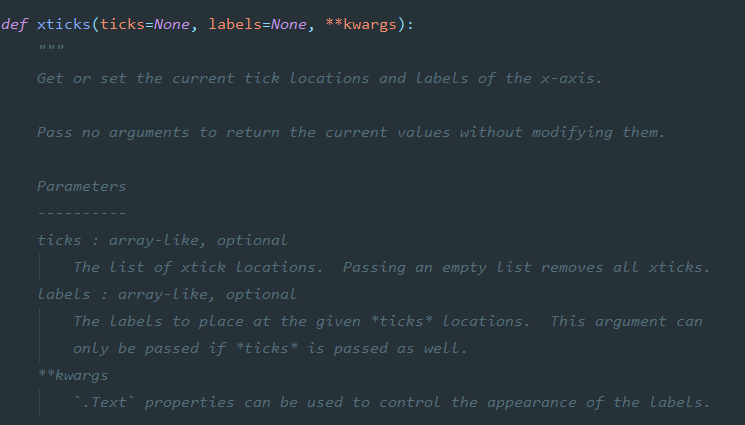 def xticks(ticks=None, labels=None, **kwargs):
"""
Get or set the current tick locations and labels of the x-axis.
Pass no arguments to return the current values without modifying them.
Parameters
----------
ticks : array-like, optional
The list of xtick locations.  Passing an empty list removes all xticks.
labels : array-like, optional
The labels to place at the given *ticks* locations.  This argument can
only be passed if *ticks* is passed as well.
**kwargs
`.Text` properties can be used to control the appearance of the labels.